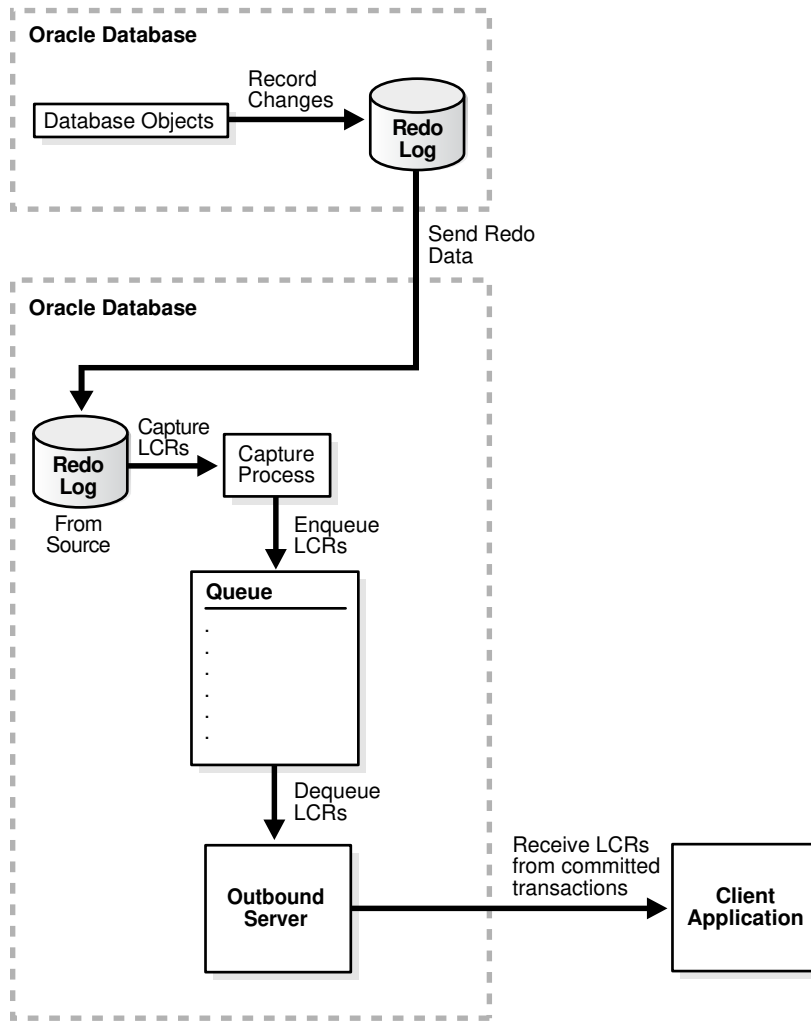 Oracle Database
Record
Changes
Database Objects
Redo
Log
Send Redo
Data
Oracle Database
Capture
LCRs
Redo
Log
From
Source
Capture
Process
Enqueue
LCRs
Queue
.
.
.
.
.
.
Dequeue
LCRs
Outbound
Server
Receive LCRs
from committed
transactions
Client
Application